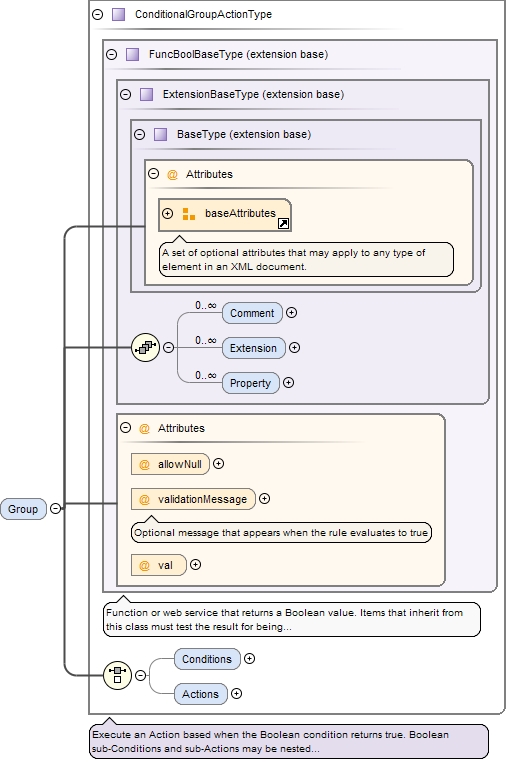 ConditionalGroupActionType
FuncBoolBaseType (extension base)
ExtensionBaseType (extension base)
BaseType (extension base)
@ Attributes
baseAttributes
A set of optional attributes that may apply to any type of
element in an XML document.
0..∞
Comment
0..∞
Extension
0..∞
Property
@ Attributes
@ allowNull
@ validationMessage
Group
Optional message that appears when the rule evaluates to true
@ val
Function or web service that returns a Boolean value. Items that inherit from
this class must test the result for being...
Conditions
Actions
Execute an Action based when the Boolean condition returns true. Boolean
sub-Conditions and sub-Actions may be nested...